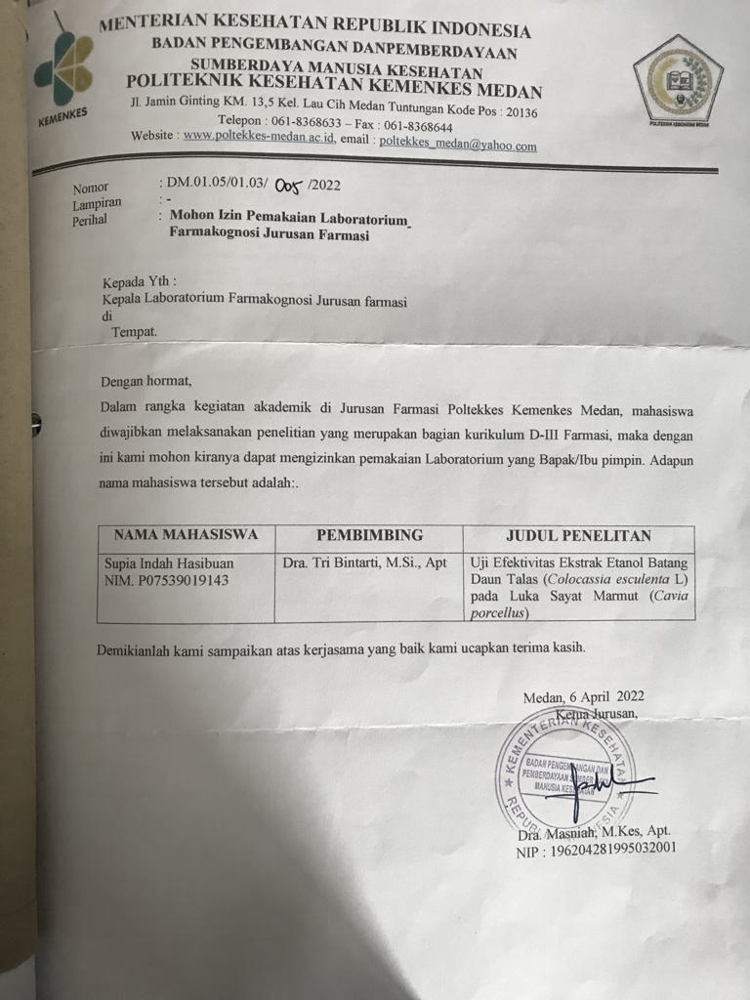 MENTERIAN KESEHATAN REPUBLIK INDONESIA
BADAN PENGEMBANGAN DANPEMBERDAYAAN
SUMBERDAYA MANUSIA KESEHATAN
POLITEKNIK KESEHATAN KEMENKES MEDAN
Jl. Jamin Ginting KM. 13,5 Kel. Lau Cih Medan Tuntungan Kode Pos : 20136
Telepon : 061-8368633 – Fax : 061-8368644
Website : www.poltekkes-medan.ac.id, email : poltekkes_medan@yahoo.com
KEMENKES
POLITEKNIK KESEHATAN MEDAN
Nomor : DM.01.05/01.03/ 005 /2022
Lampiran : -
Perihal : Mohon Izin Pemakaian Laboratorium
Farmakognosi Jurusan Farmasi
Kepada Yth :
Kepala Laboratorium Farmakognosi Jurusan farmasi
di
Tempat.
Dengan hormat,
Dalam rangka kegiatan akademik di Jurusan Farmasi Poltekkes Kemenkes Medan, mahasiswa
diwajibkan melaksanakan penelitian yang merupakan bagian kurikulum D-III Farmasi, maka dengan
ini kami mohon kiranya dapat mengizinkan pemakaian Laboratorium yang Bapak/Ibu pimpin. Adapun
nama mahasiswa tersebut adalah:.
NAMA MAHASISWA PEMBIMBING JUDUL PENELITAN
Supia Indah Hasibuan Dra. Tri Bintarti, M.Si., Apt Uji Efektivitas Ekstrak Etanol Batang
NIM. P07539019143 Daun Talas (Colocassia esculenta L)
pada Luka Sayat Marmut (Cavia
porcellus)
Demikianlah kami sampaikan atas kerjasama yang baik kami ucapkan terima kasih.
Medan, 6 April 2022
Ketua Jurusan,
KEMENTERIAN KESEHATAN
BADAN PENGEMBANGAN DAN
PEMBERDAYAAN SUMBER DAYA
MANUSIA KESEHATAN
REPUBLIK INDONESIA
Dra. Masniah, M.Kes, Apt.
NIP : 196204281995032001